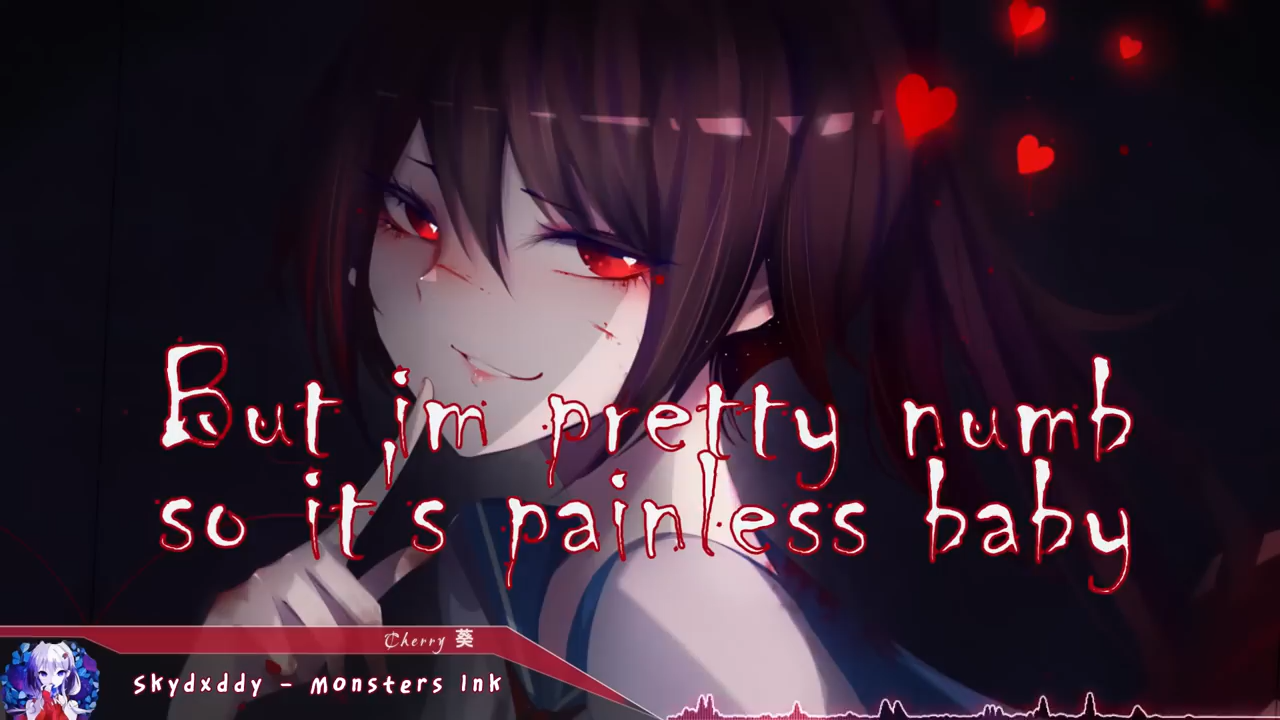 But im pretty numb
so it's painless baby
Cherry 葵
Skydxddy - Monsters Ink